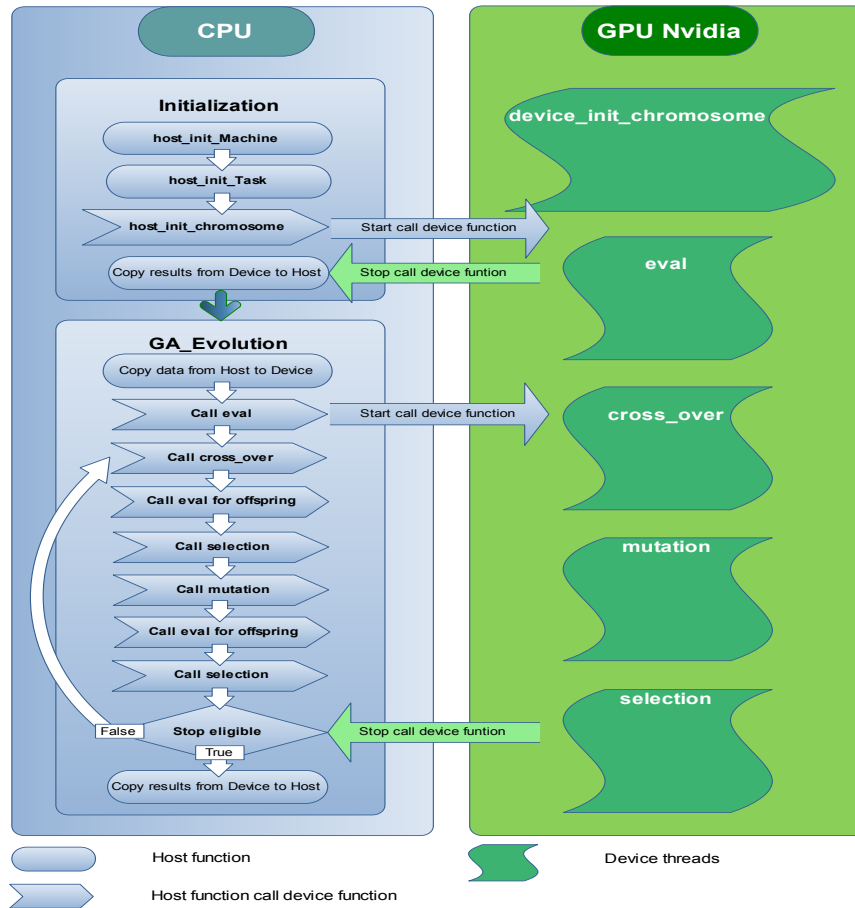 CPU
GPU Nvidia
Initialization
host_init_Machine
host_init_Task
host_init_chromosome
Start call device function
Copy results from Device to Host
Stop call device funtion
device_init_chromosome
eval
GA_Evolution
Copy data from Host to Device
Call eval
Start call device function
Call cross_over
Call eval for offspring
Call selection
Call mutation
Call eval for offspring
Call selection
Stop eligible
False
True
Stop call device funtion
Copy results from Device to Host
cross_over
mutation
selection
Host function
Device threads
Host function call device function